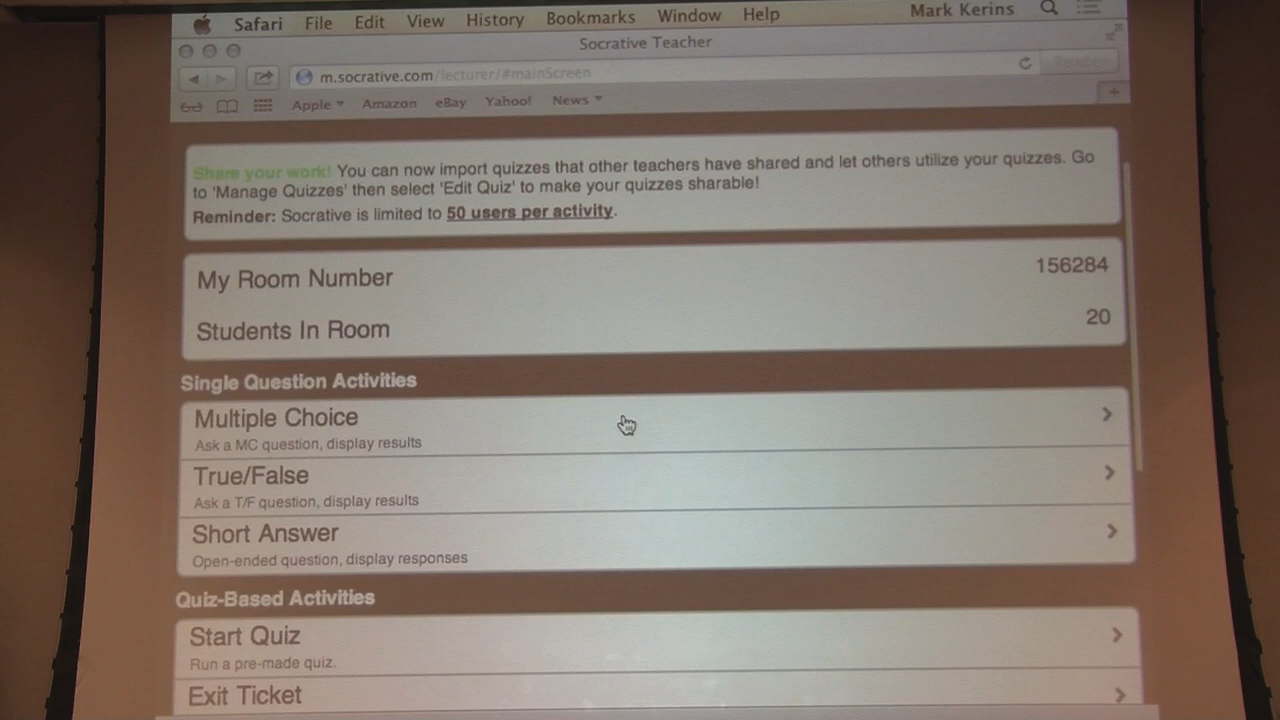 Safari File Edit View History Bookmarks Window Help Mark Kerins
Socrative Teacher
m.socrative.com/lecturer/#mainScreen Reader
Apple Amazon eBay Yahoo! News
Share your work! You can now import quizzes that other teachers have shared and let others utilize your quizzes. Go
to 'Manage Quizzes' then select 'Edit Quiz' to make your quizzes sharable!
Reminder: Socrative is limited to 50 users per activity.
My Room Number 156284
Students In Room 20
Single Question Activities
Multiple Choice
Ask a MC question, display results
True/False
Ask a T/F question, display results
Short Answer
Open-ended question, display responses
Quiz-Based Activities
Start Quiz
Run a pre-made quiz.
Exit Ticket